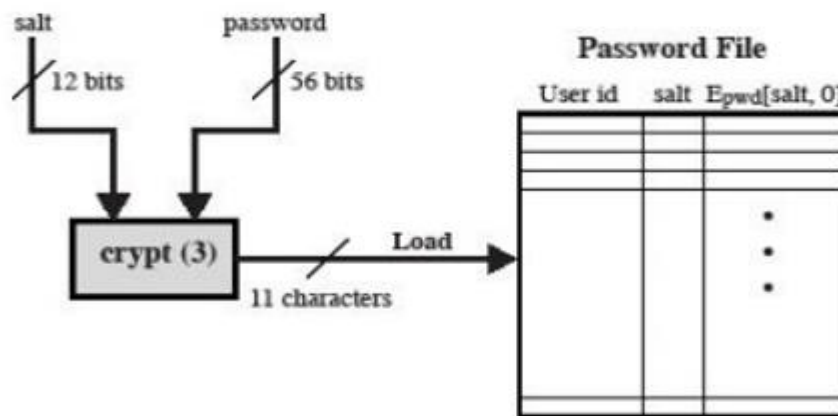 salt
password
12 bits
56 bits
Password File
User id
salt
Epwd[salt, 0]
crypt (3)
Load
11 characters